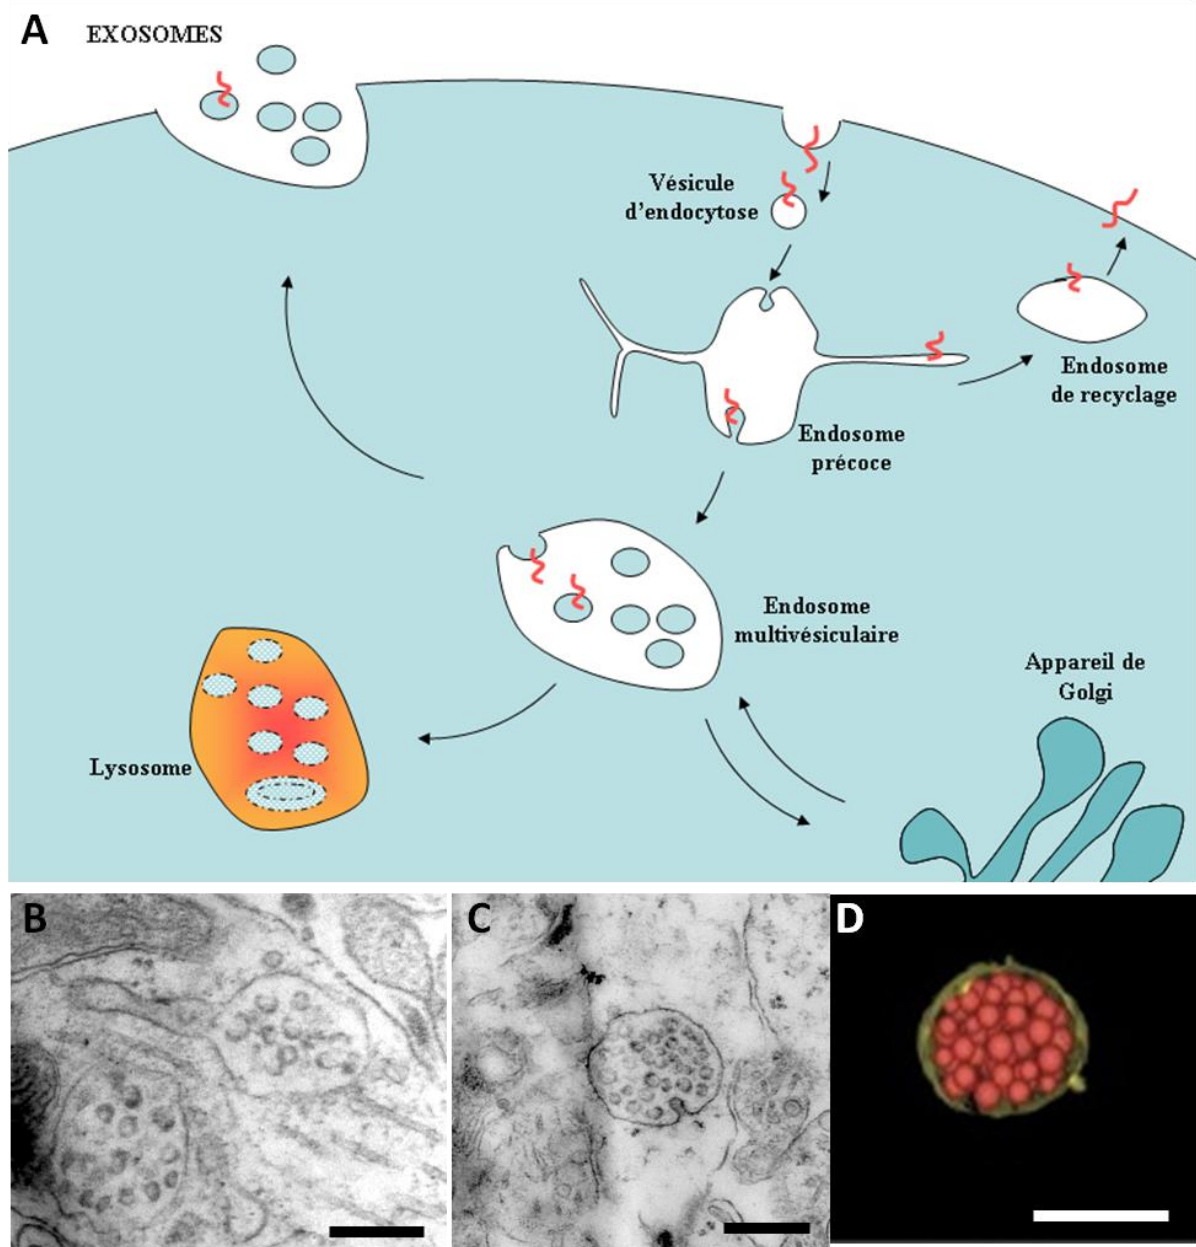 A
EXOSOMES
Vésicule
d'endocytose
Endosome
de recyclage
Endosome
précoce
Endosome
multivésiculaire
Appareil de
Golgi
Lysosome
B
C
D